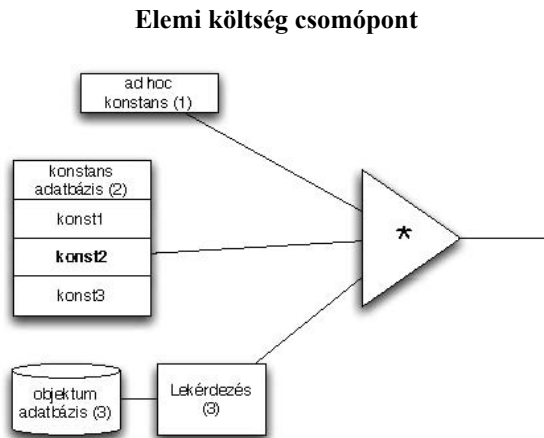 Elemi költség csomópont
ad hoc
konstans (1)
konstans
adatbázis (2)
konst1
konst2
konst3
*
objektum
adatbázis (3)
Lekérdezés
(3)